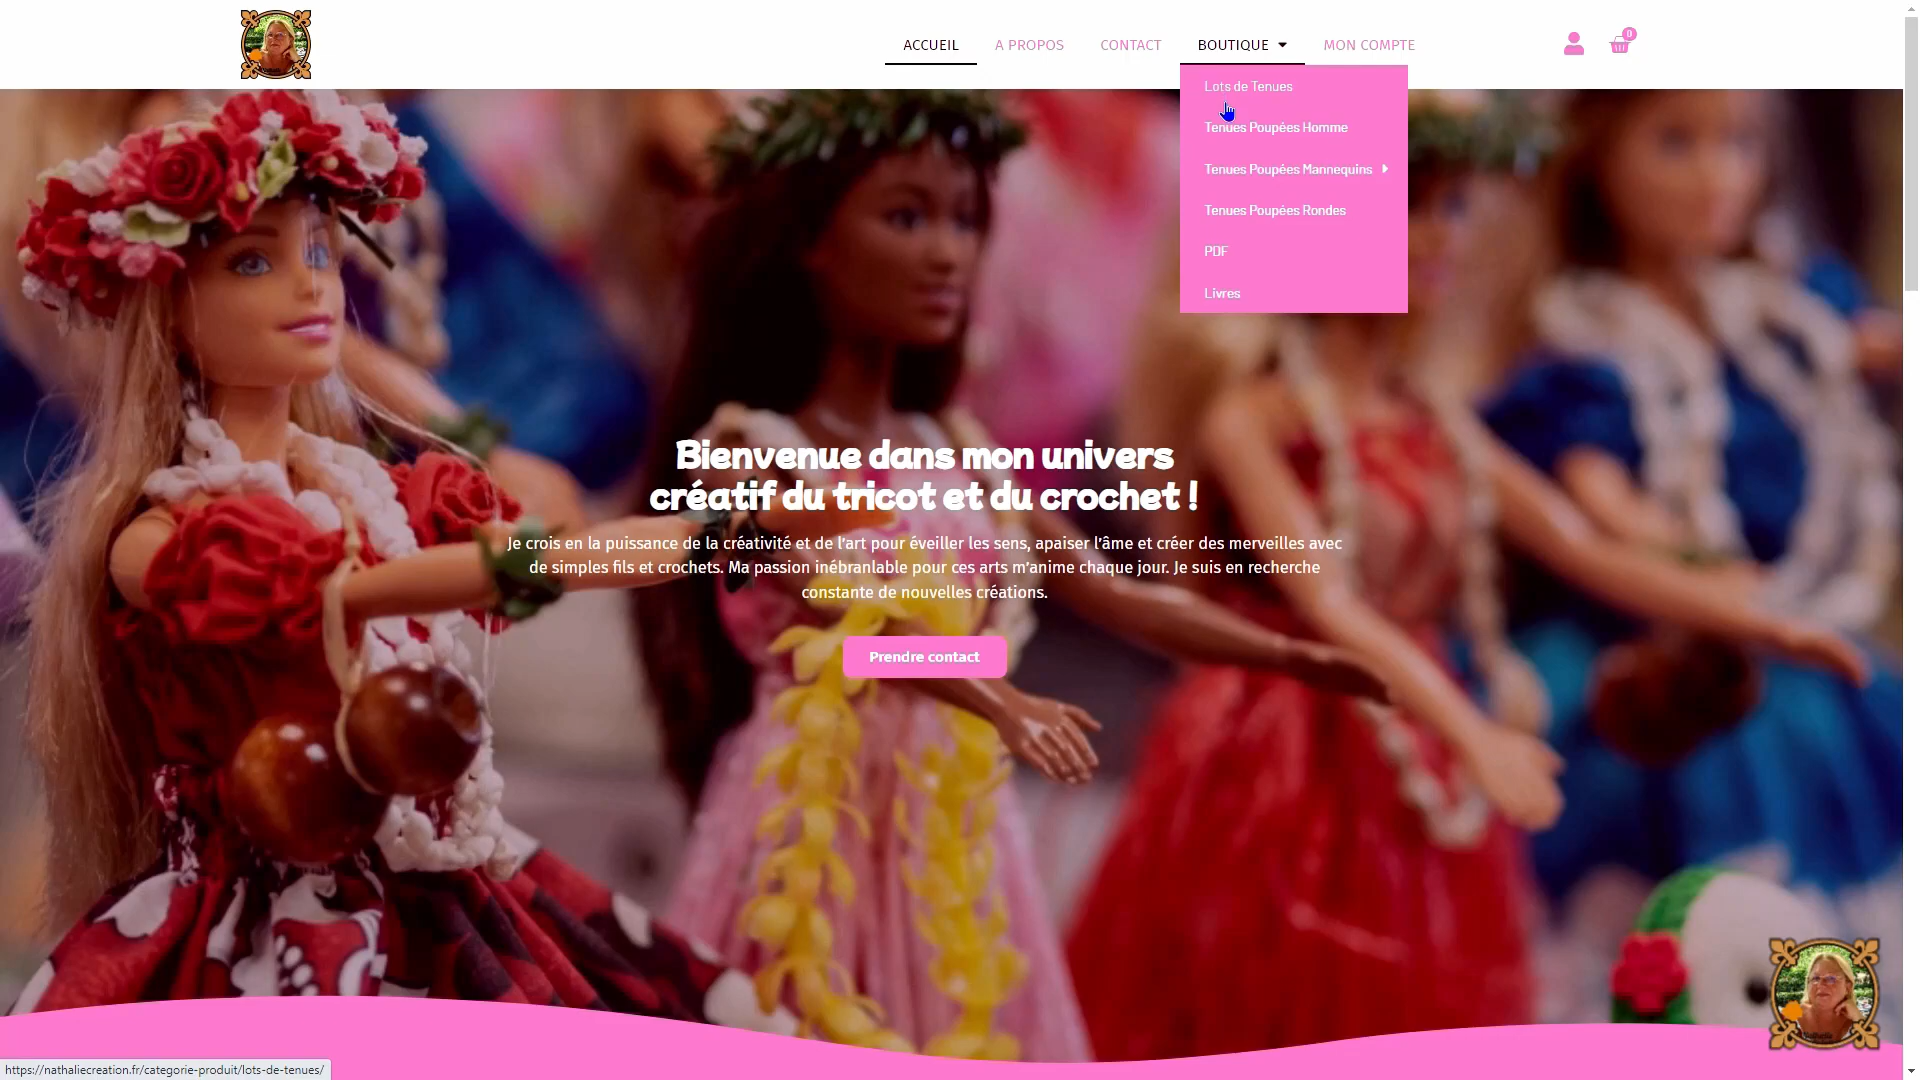 ACCUEIL
A PROPOS
CONTACT
BOUTIQUE
MON COMPTE
0
Lots de Tenues
Tenues Poupées Homme
Tenues Poupées Mannequins
Tenues Poupées Rondes
PDF
Livres
Bienvenue dans mon univers
créatif du tricot et du crochet !
Je crois en la puissance de la créativité et de l'art pour éveiller les sens, apaiser l'âme et créer des merveilles avec
de simples fils et crochets. Ma passion inébranlable pour ces arts m'anime chaque jour. Je suis en recherche
constante de nouvelles créations.
Prendre contact
https://nathaliecreation.fr/categorie-produit/lots-de-tenues/